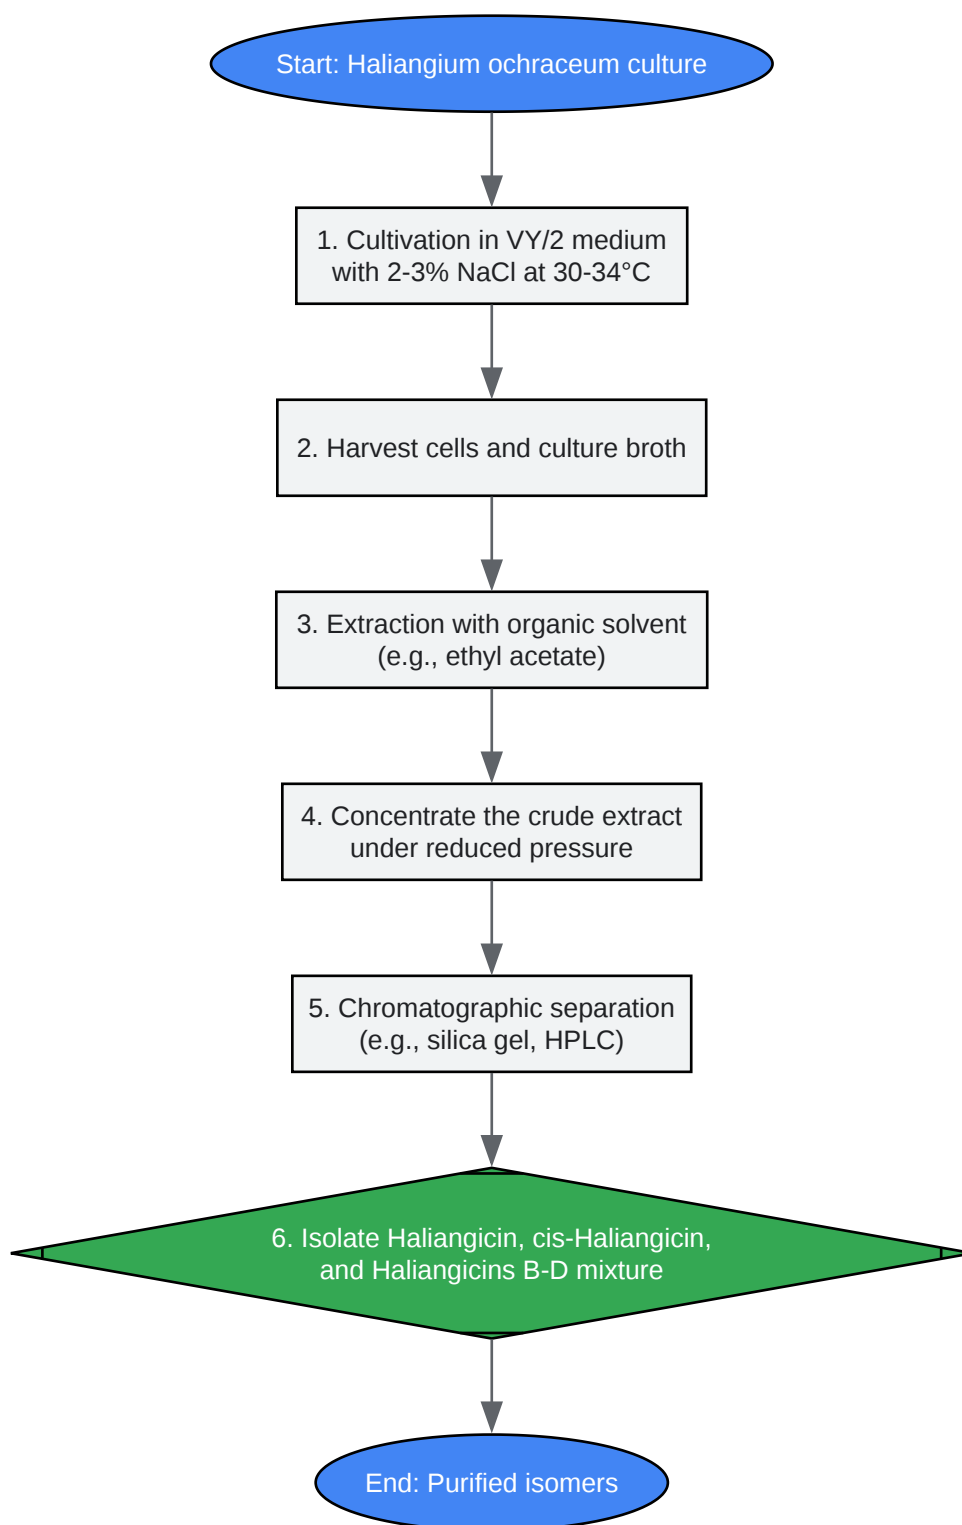 Start: Haliangium ochraceum culture
1. Cultivation in VY/2 medium
with 2-3% NaCl at 30-34°C
2. Harvest cells and culture broth
3. Extraction with organic solvent
(e.g., ethyl acetate)
4. Concentrate the crude extract
under reduced pressure
5. Chromatographic separation
(e.g., silica gel, HPLC)
6. Isolate Haliangicin, cis-Haliangicin,
and Haliangicins B-D mixture
End: Purified isomers